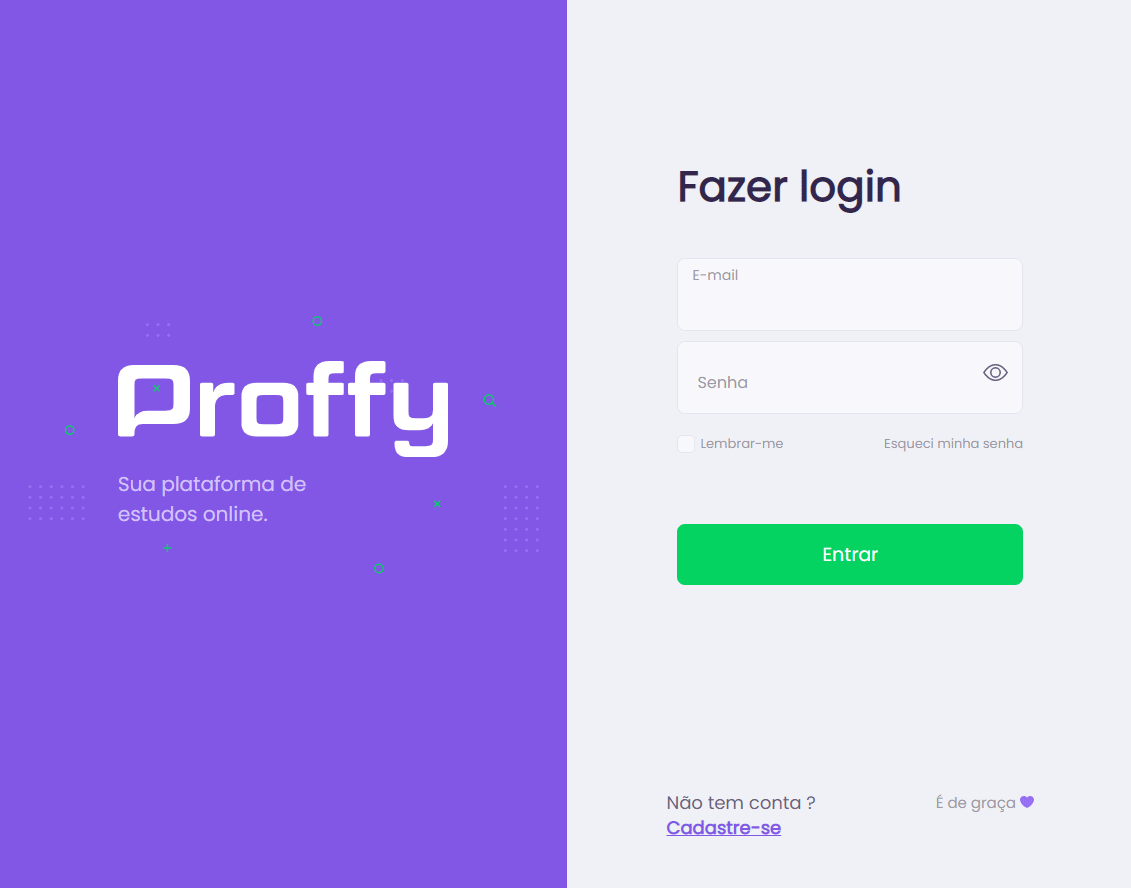 Proffy
Sua plataforma de
estudos online.
Fazer login
E-mail
Senha
Lembrar-me
Esqueci minha senha
Entrar
Não tem conta ?
Cadastre-se
É de graça